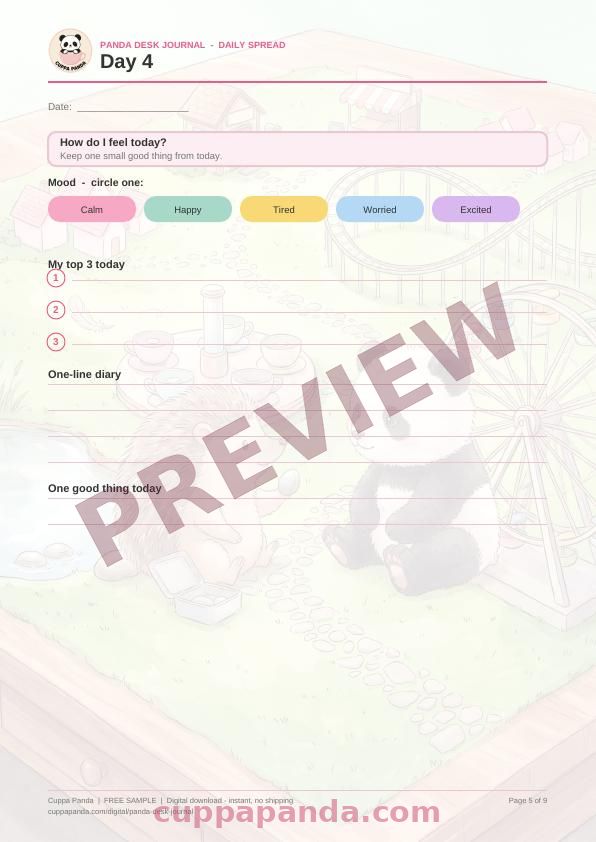 CUPPA PANDA
PANDA DESK JOURNAL - DAILY SPREAD
Day 4
Date: ____________________
How do I feel today?
Keep one small good thing from today.
Mood - circle one:
Calm Happy Tired Worried Excited
My top 3 today
1
2
3
One-line diary
PREVIEW
One good thing today
Cuppa Panda | FREE SAMPLE | Digital download - instant, no shipping Page 5 of 9
cuppapanda.com/digital/panda-desk-journal
cuppapanda.com